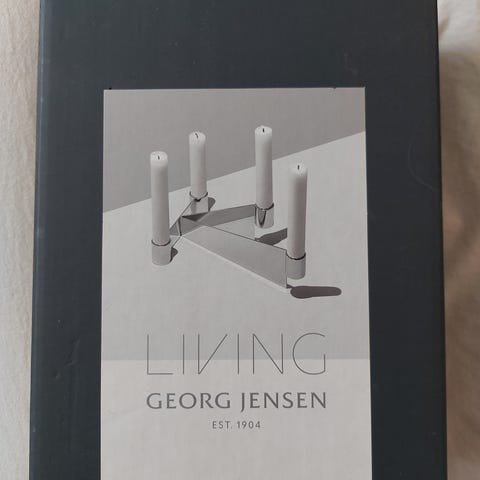 LIVING
GEORG JENSEN
EST. 1904